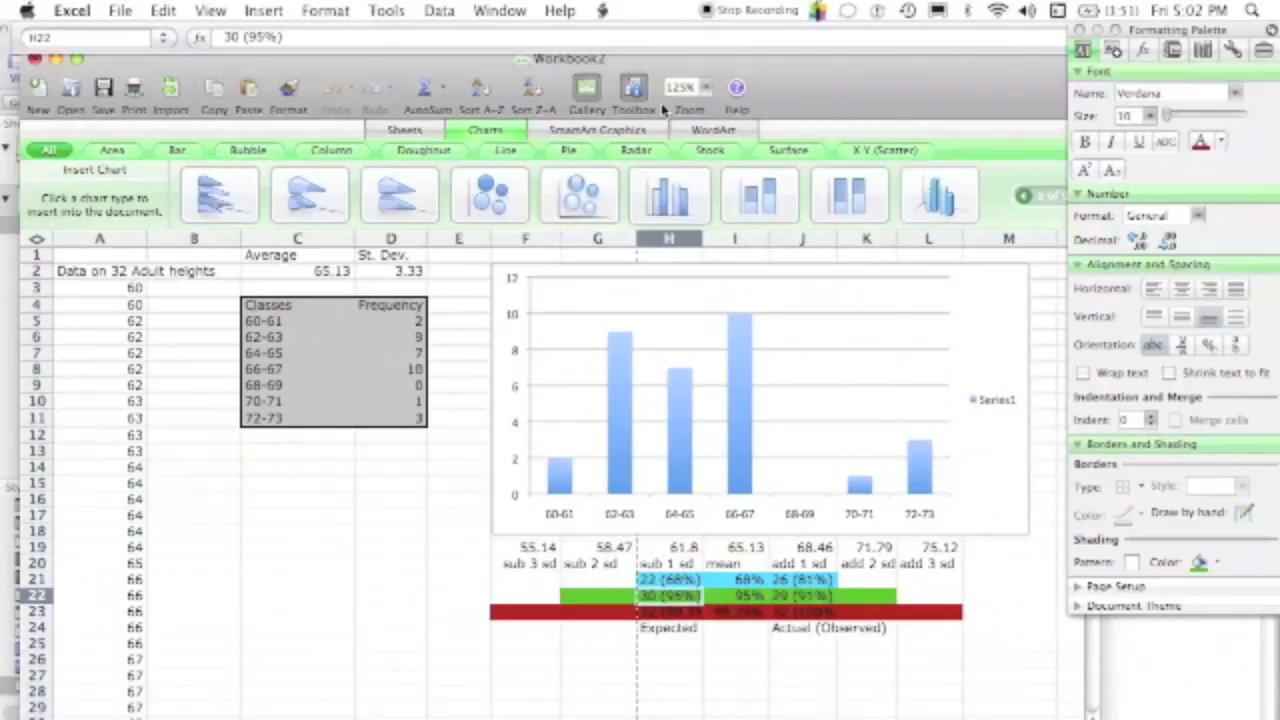 Excel File Edit View Insert Format Tools Data Window Help Stop Recording (1:51) Fri 5:02 PM
H22 fx 30 (95%)
Formatting Palette
Workbook2
New Open Save Print Import Copy Paste Format Undo Redo AutoSum Sort A-Z Sort Z-A Gallery Toolbox 125% Zoom Help
Sheets Charts SmartArt Graphics WordArt
All Area Bar Bubble Column Doughnut Line Pie Radar Stock Surface X Y (Scatter)
Insert Chart
Click a chart type to
insert into the document.
A B C D E F G H I J K L M
1 Average St. Dev.
2 Data on 32 Adult heights 65.13 3.33
3 60
4 60 Classes Frequency
5 62 60-61 2
6 62 62-63 9
7 62 64-65 7
8 62 66-67 10
9 62 68-69 0
10 63 70-71 1
11 63 72-73 3
12 63
13 63
14 64
15 64
16 64
17 64
18 64
19 64 55.14 58.47 61.8 65.13 68.46 71.79 75.12
20 65 sub 3 sd sub 2 sd sub 1 sd mean add 1 sd add 2 sd add 3 sd
21 66 22 (68%) 68% 26 (81%)
22 66 30 (95%) 95% 29 (91%)
23 66
24 66 Expected Actual (Observed)
25 66
26 67
27 67
28 67
29 67
12
10
8
6
4
2
0
60-61 62-63 64-65 66-67 68-69 70-71 72-73
Series1
Font
Name: Verdana
Size: 10
B I U ABC A
A² A₂
Number
Format: General
Decimal:
Alignment and Spacing
Horizontal:
Vertical:
Orientation: abc
Wrap text Shrink text to fit
Indentation and Merge
Indent: 0 Merge cells
Borders and Shading
Borders
Type: Style:
Color: Draw by hand:
Shading
Pattern: Color:
Page Setup
Document Theme